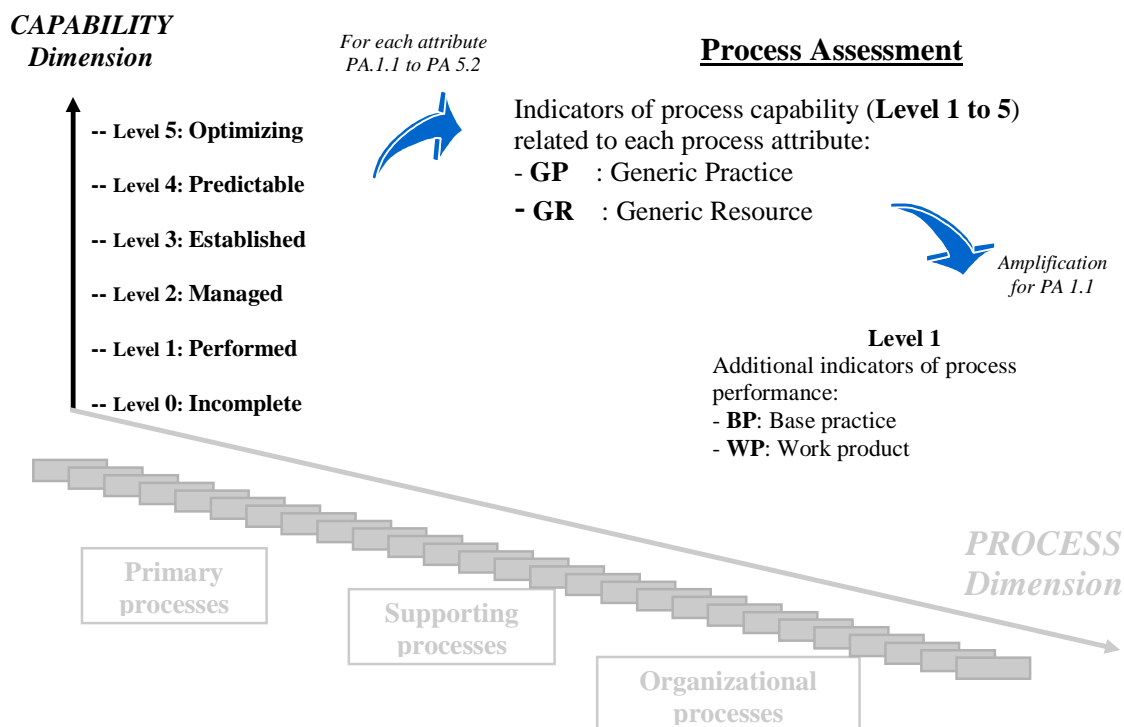 CAPABILITY
Dimension
For each attribute
PA.1.1 to PA 5.2
Process Assessment
Indicators of process capability (Level 1 to 5)
related to each process attribute:
- GP : Generic Practice
- GR : Generic Resource
-- Level 5: Optimizing
-- Level 4: Predictable
-- Level 3: Established
-- Level 2: Managed
-- Level 1: Performed
-- Level 0: Incomplete
Amplification
for PA 1.1
Level 1
Additional indicators of process
performance:
- BP: Base practice
- WP: Work product
PROCESS
Dimension
Primary
processes
Supporting
processes
Organizational
processes